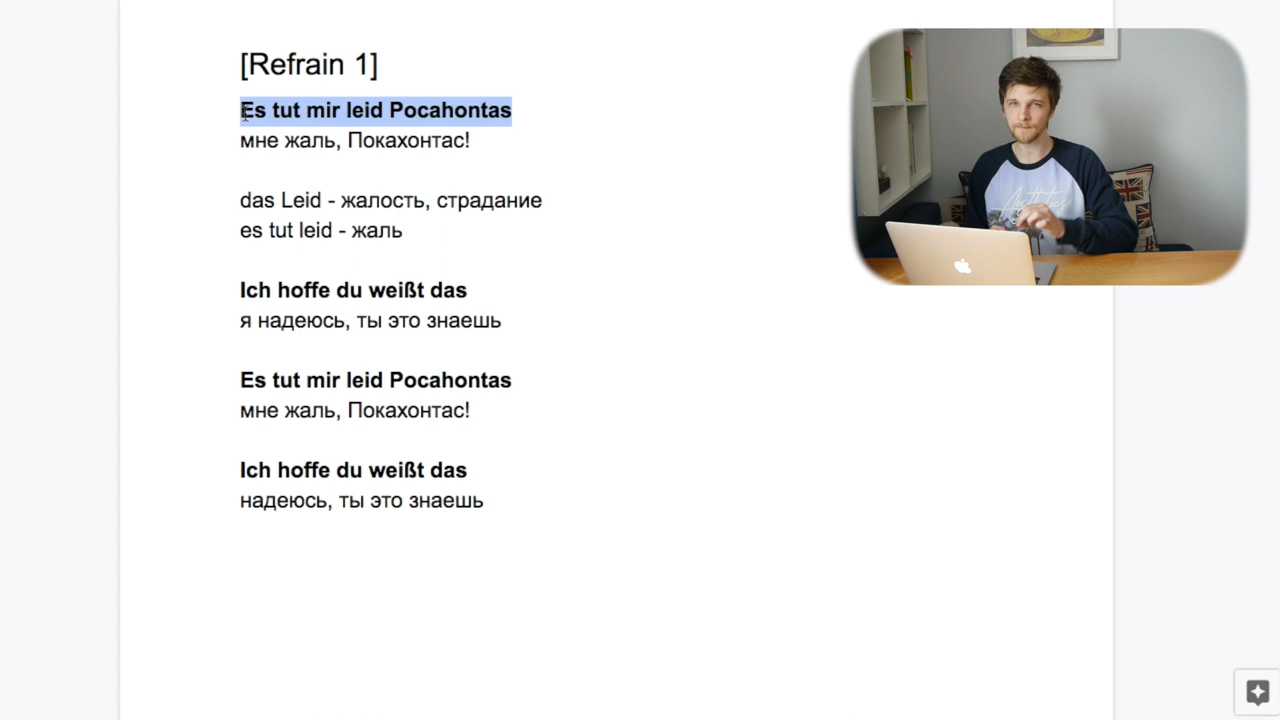 [Refrain 1]
Es tut mir leid Pocahontas
мне жаль, Покахонтас!
das Leid - жалость, страдание
es tut leid - жаль
Ich hoffe du weißt das
я надеюсь, ты это знаешь
Es tut mir leid Pocahontas
мне жаль, Покахонтас!
Ich hoffe du weißt das
надеюсь, ты это знаешь
Aesthetics